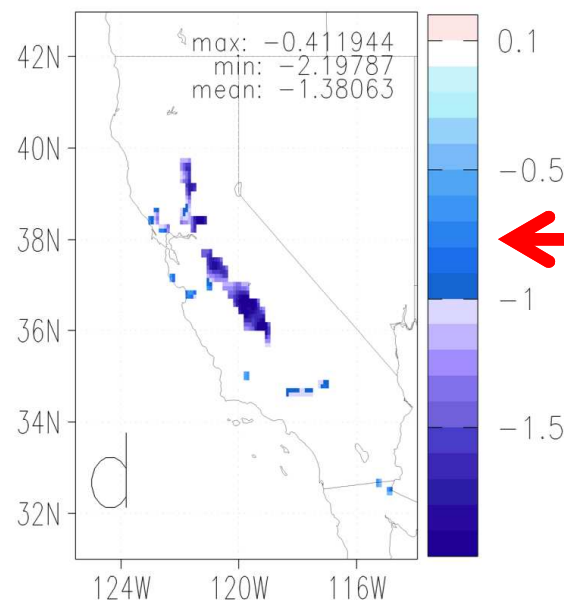 max: -0.411944
min: -2.19787
mean: -1.38063
42N
40N
38N
36N
34N
32N
124W
120W
116W
0.1
-0.5
-1
-1.5
d